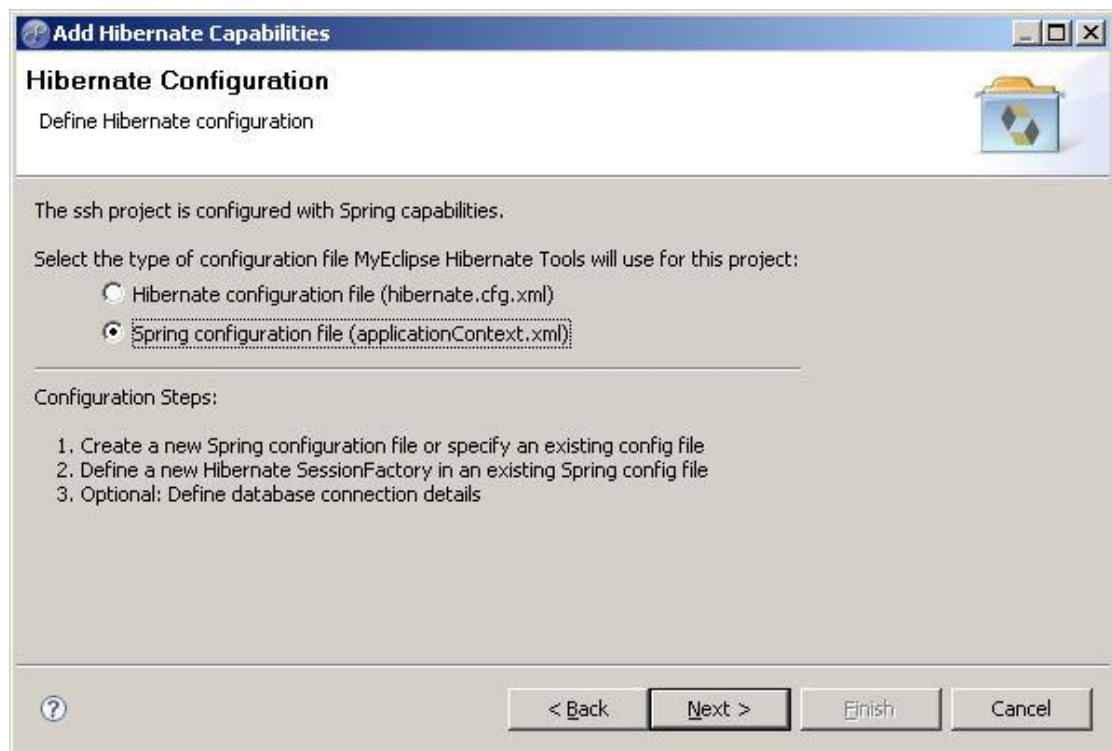 Add Hibernate Capabilities
Hibernate Configuration
Define Hibernate configuration
The ssh project is configured with Spring capabilities.
Select the type of configuration file MyEclipse Hibernate Tools will use for this project:
Hibernate configuration file (hibernate.cfg.xml)
Spring configuration file (applicationContext.xml)
Configuration Steps:
1. Create a new Spring configuration file or specify an existing config file
2. Define a new Hibernate SessionFactory in an existing Spring config file
3. Optional: Define database connection details
? < Back Next > Finish Cancel